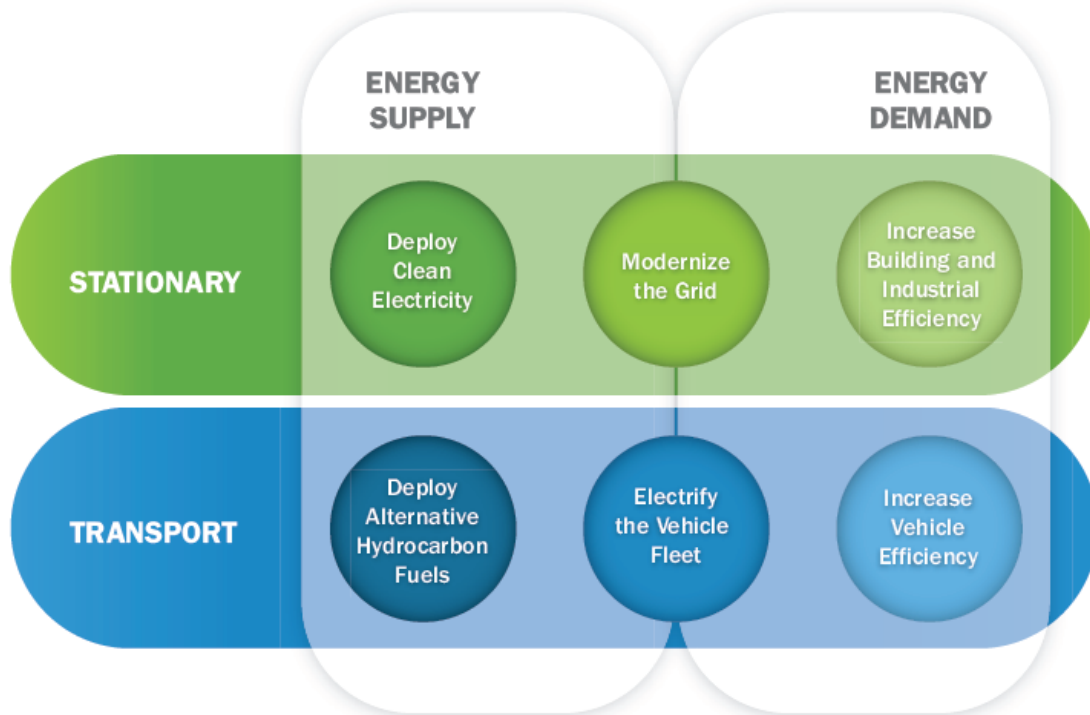 ENERGY
SUPPLY
ENERGY
DEMAND
STATIONARY
Deploy
Clean
Electricity
Modernize
the Grid
Increase
Building and
Industrial
Efficiency
TRANSPORT
Deploy
Alternative
Hydrocarbon
Fuels
Electrify
the Vehicle
Fleet
Increase
Vehicle
Efficiency